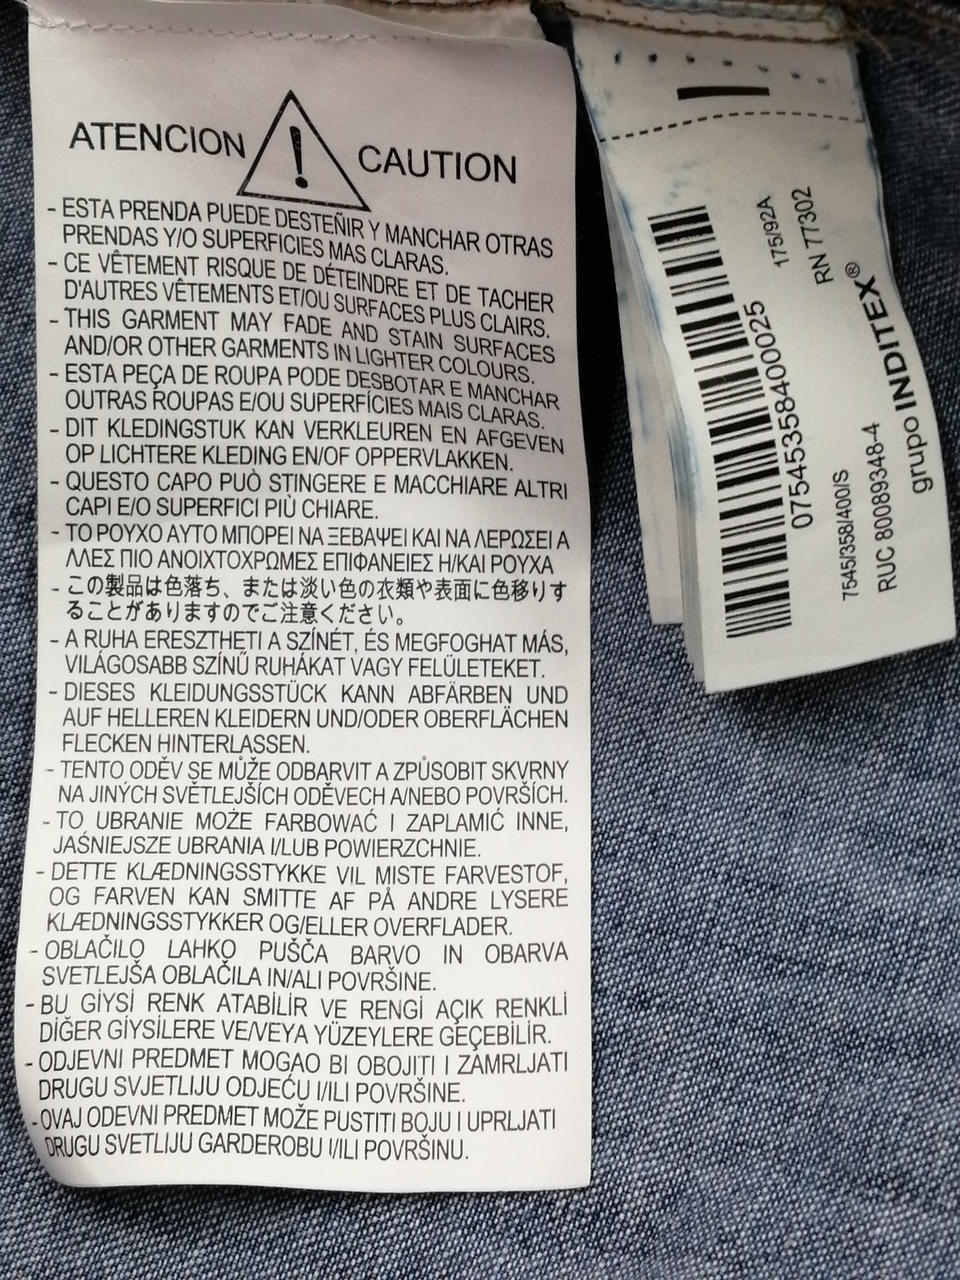 ATENCION ! CAUTION
- ESTA PRENDA PUEDE DESTEÑIR Y MANCHAR OTRAS
PRENDAS Y/O SUPERFICIES MAS CLARAS.
- CE VÊTEMENT RISQUE DE DÉTEINDRE ET DE TACHER
D'AUTRES VÊTEMENTS ET/OU SURFACES PLUS CLAIRS.
- THIS GARMENT MAY FADE AND STAIN SURFACES
AND/OR OTHER GARMENTS IN LIGHTER COLOURS.
- ESTA PEÇA DE ROUPA PODE DESBOTAR E MANCHAR
OUTRAS ROUPAS E/OU SUPERFÍCIES MAIS CLARAS.
- DIT KLEDINGSTUK KAN VERKLEUREN EN AFGEVEN
OP LICHTERE KLEDING EN/OF OPPERVLAKKEN.
- QUESTO CAPO PUÒ STINGERE E MACCHIARE ALTRI
CAPI E/O SUPERFICI PIÙ CHIARE.
- ΤΟ ΡΟΥΧΟ ΑΥΤΟ ΜΠΟΡΕΙ ΝΑ ΞΕΒΑΨΕΙ ΚΑΙ ΝΑ ΛΕΡΩΣΕΙ Α
ΛΛΕΣ ΠΙΟ ΑΝΟΙΧΤΟΧΡΩΜΕΣ ΕΠΙΦΑΝΕΙΕΣ Η/ΚΑΙ ΡΟΥΧΑ
- この製品は色落ち、または淡い色の衣類や表面に色移りす
ることがありますのでご注意ください。
- A RUHA ERESZTHETI A SZÍNÉT, ÉS MEGFOGHAT MÁS,
VILÁGOSABB SZÍNŰ RUHÁKAT VAGY FELÜLETEKET.
- DIESES KLEIDUNGSSTÜCK KANN ABFÄRBEN UND
AUF HELLEREN KLEIDERN UND/ODER OBERFLÄCHEN
FLECKEN HINTERLASSEN.
- TENTO ODĚV SE MŮŽE ODBARVIT A ZPŮSOBIT SKVRNY
NA JINÝCH SVĚTLEJŠÍCH ODĚVECH A/NEBO POVRŠÍCH.
- TO UBRANIE MOŻE FARBOWAĆ I ZAPLAMIĆ INNE,
JAŚNIEJSZE UBRANIA I/LUB POWIERZCHNIE.
- DETTE KLÆDNINGSSTYKKE VIL MISTE FARVESTOF,
OG FARVEN KAN SMITTE AF PÅ ANDRE LYSERE
KLÆDNINGSSTYKKER OG/ELLER OVERFLADER.
- OBLAČILO LAHKO PUŠČA BARVO IN OBARVA
SVETLEJŠA OBLAČILA IN/ALI POVRŠINE.
- BU GİYSİ RENK ATABİLİR VE RENGİ AÇIK RENKLİ
DİĞER GİYSİLERE VE/VEYA YÜZEYLERE GEÇEBİLİR.
- ODJEVNI PREDMET MOGAO BI OBOJITI I ZAMRLJATI
DRUGU SVJETLIJU ODJEĆU I/ILI POVRŠINE.
- OVAJ ODEVNI PREDMET MOŽE PUSTITI BOJU I UPRLJATI
DRUGU SVETLIJU GARDEROBU I/ILI POVRŠINU.
07545358400025
175/92A
RN 77302
7545/358/400/S
RUC 80089348-4
grupo INDITEX®